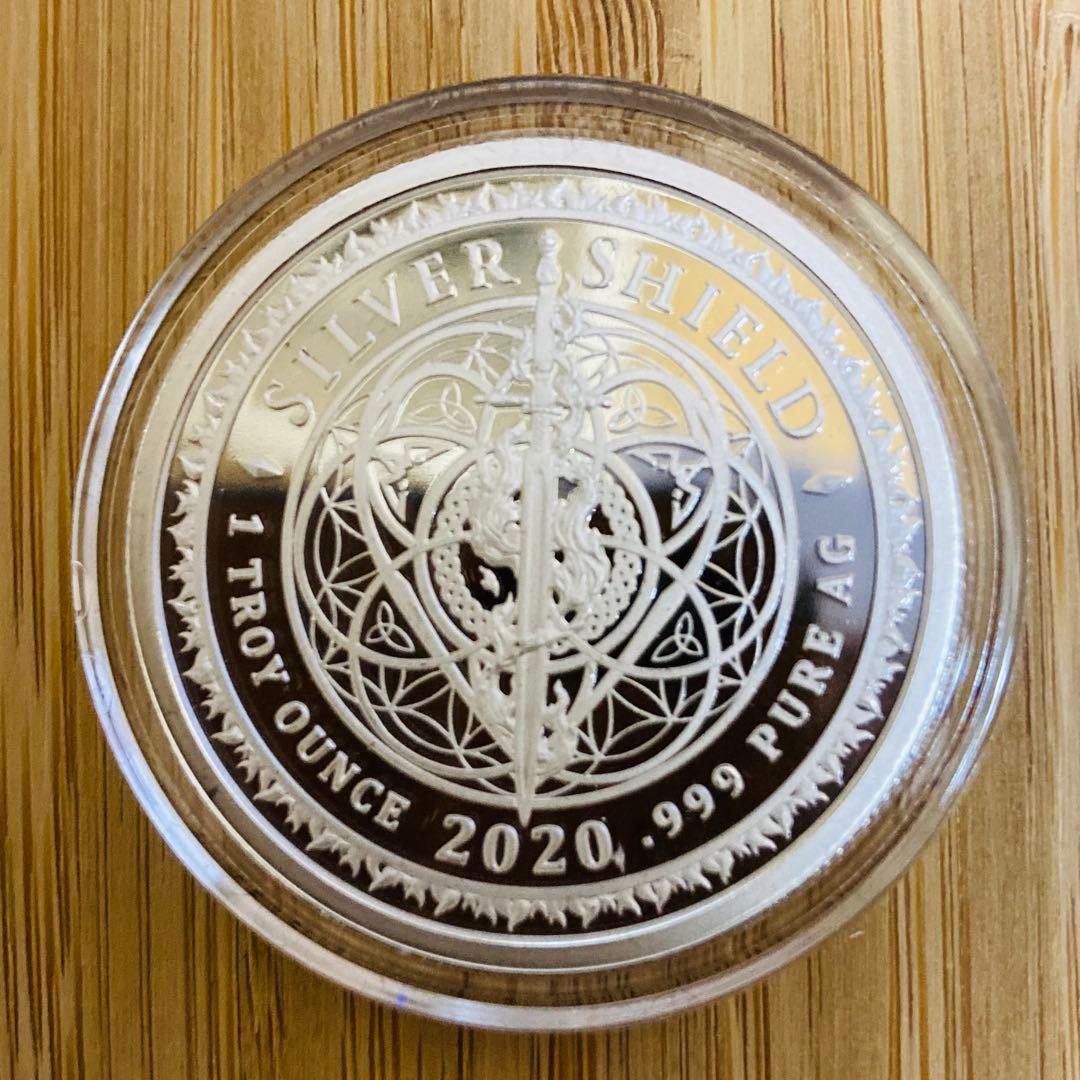 SILVER SHIELD
1 TROY OUNCE 2020 .999 PURE AG